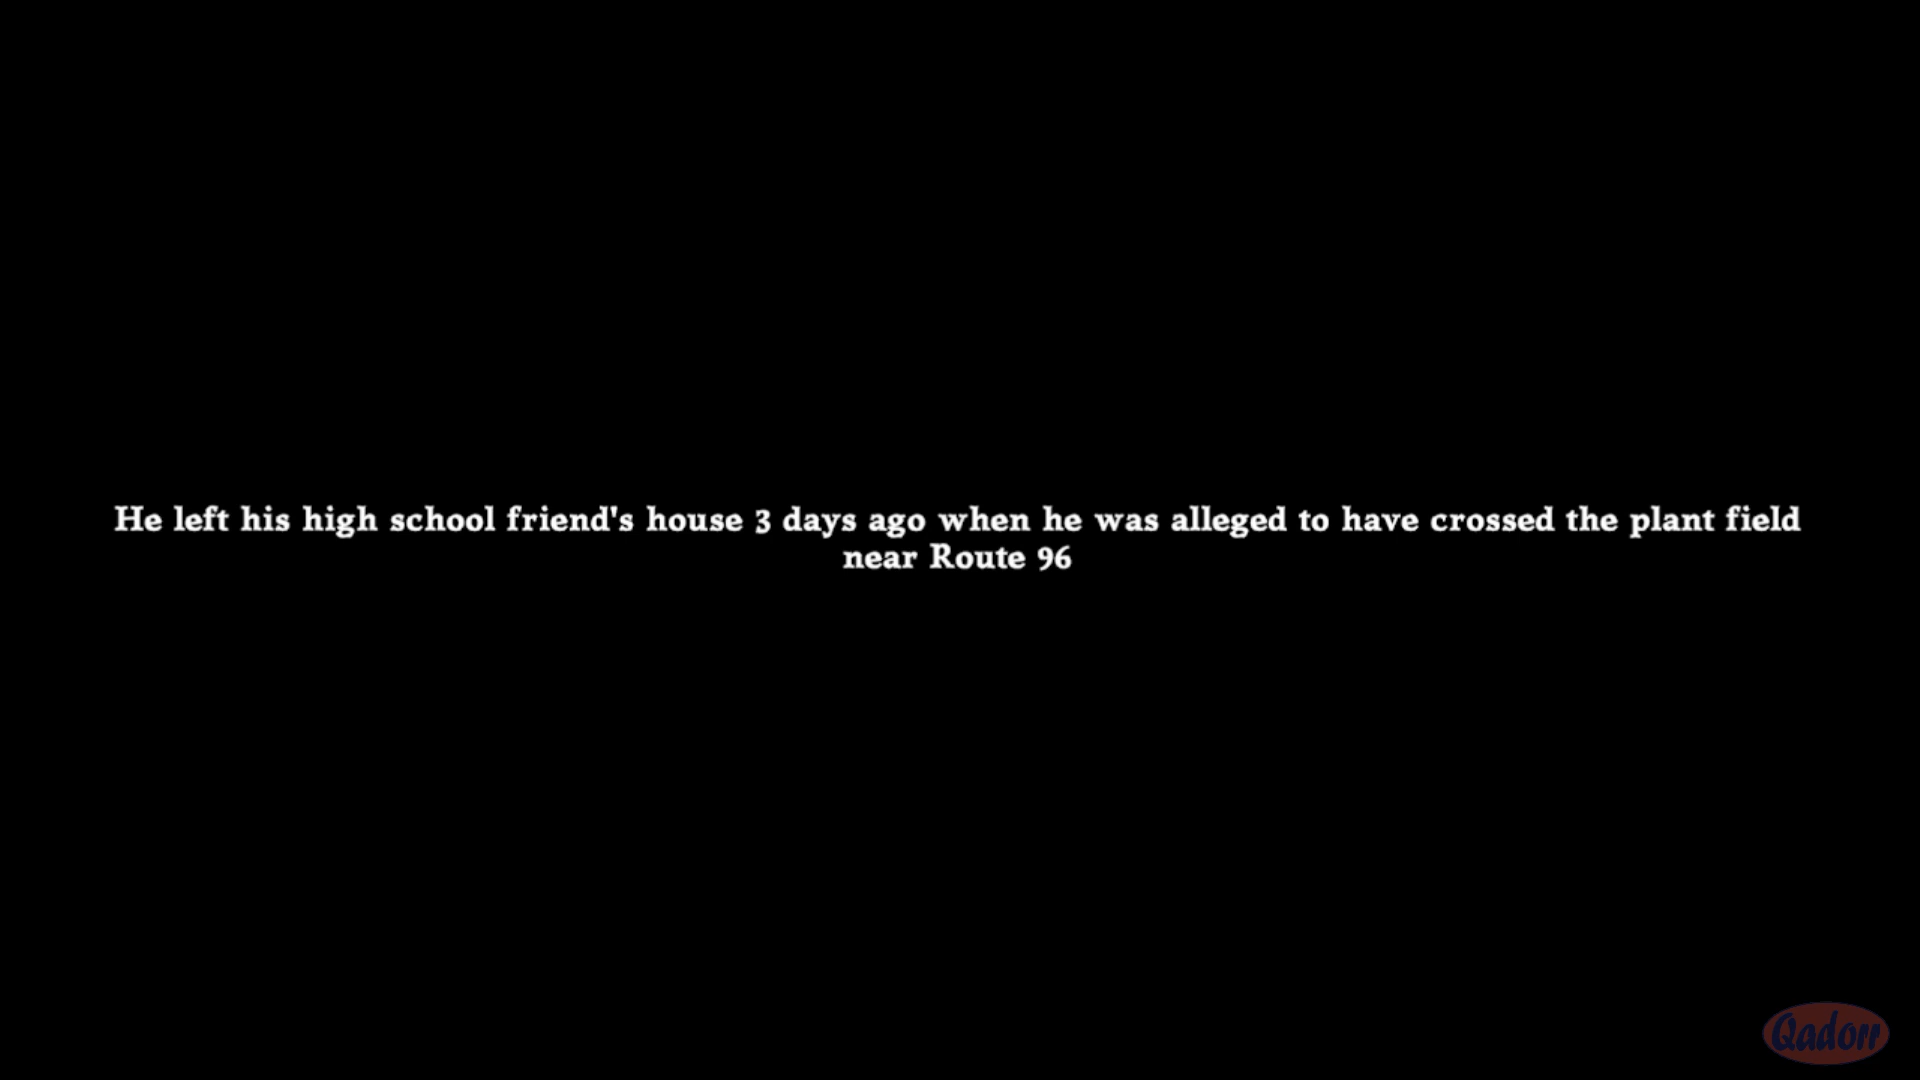 He left his high school friend's house 3 days ago when he was alleged to have crossed the plant field
near Route 96
Qadorr